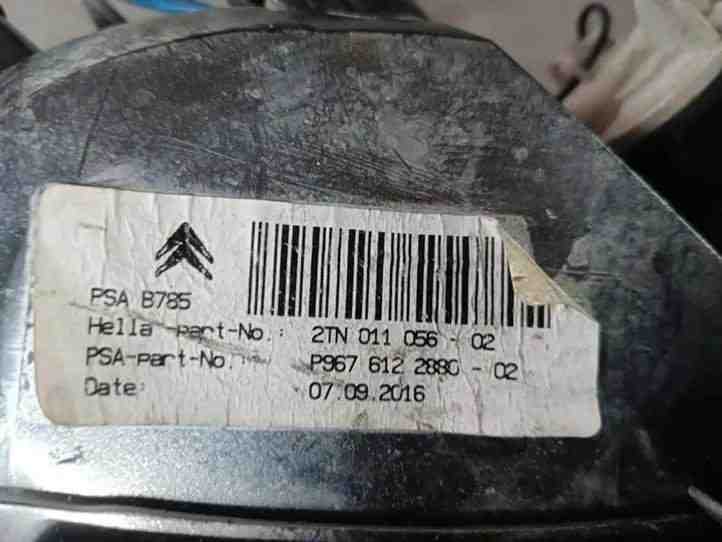 PSA B785
Hella-part-No.: 2TN 011 056 - 02
PSA-part-No.: P967 612 2880 - 02
Date: 07.09.2016